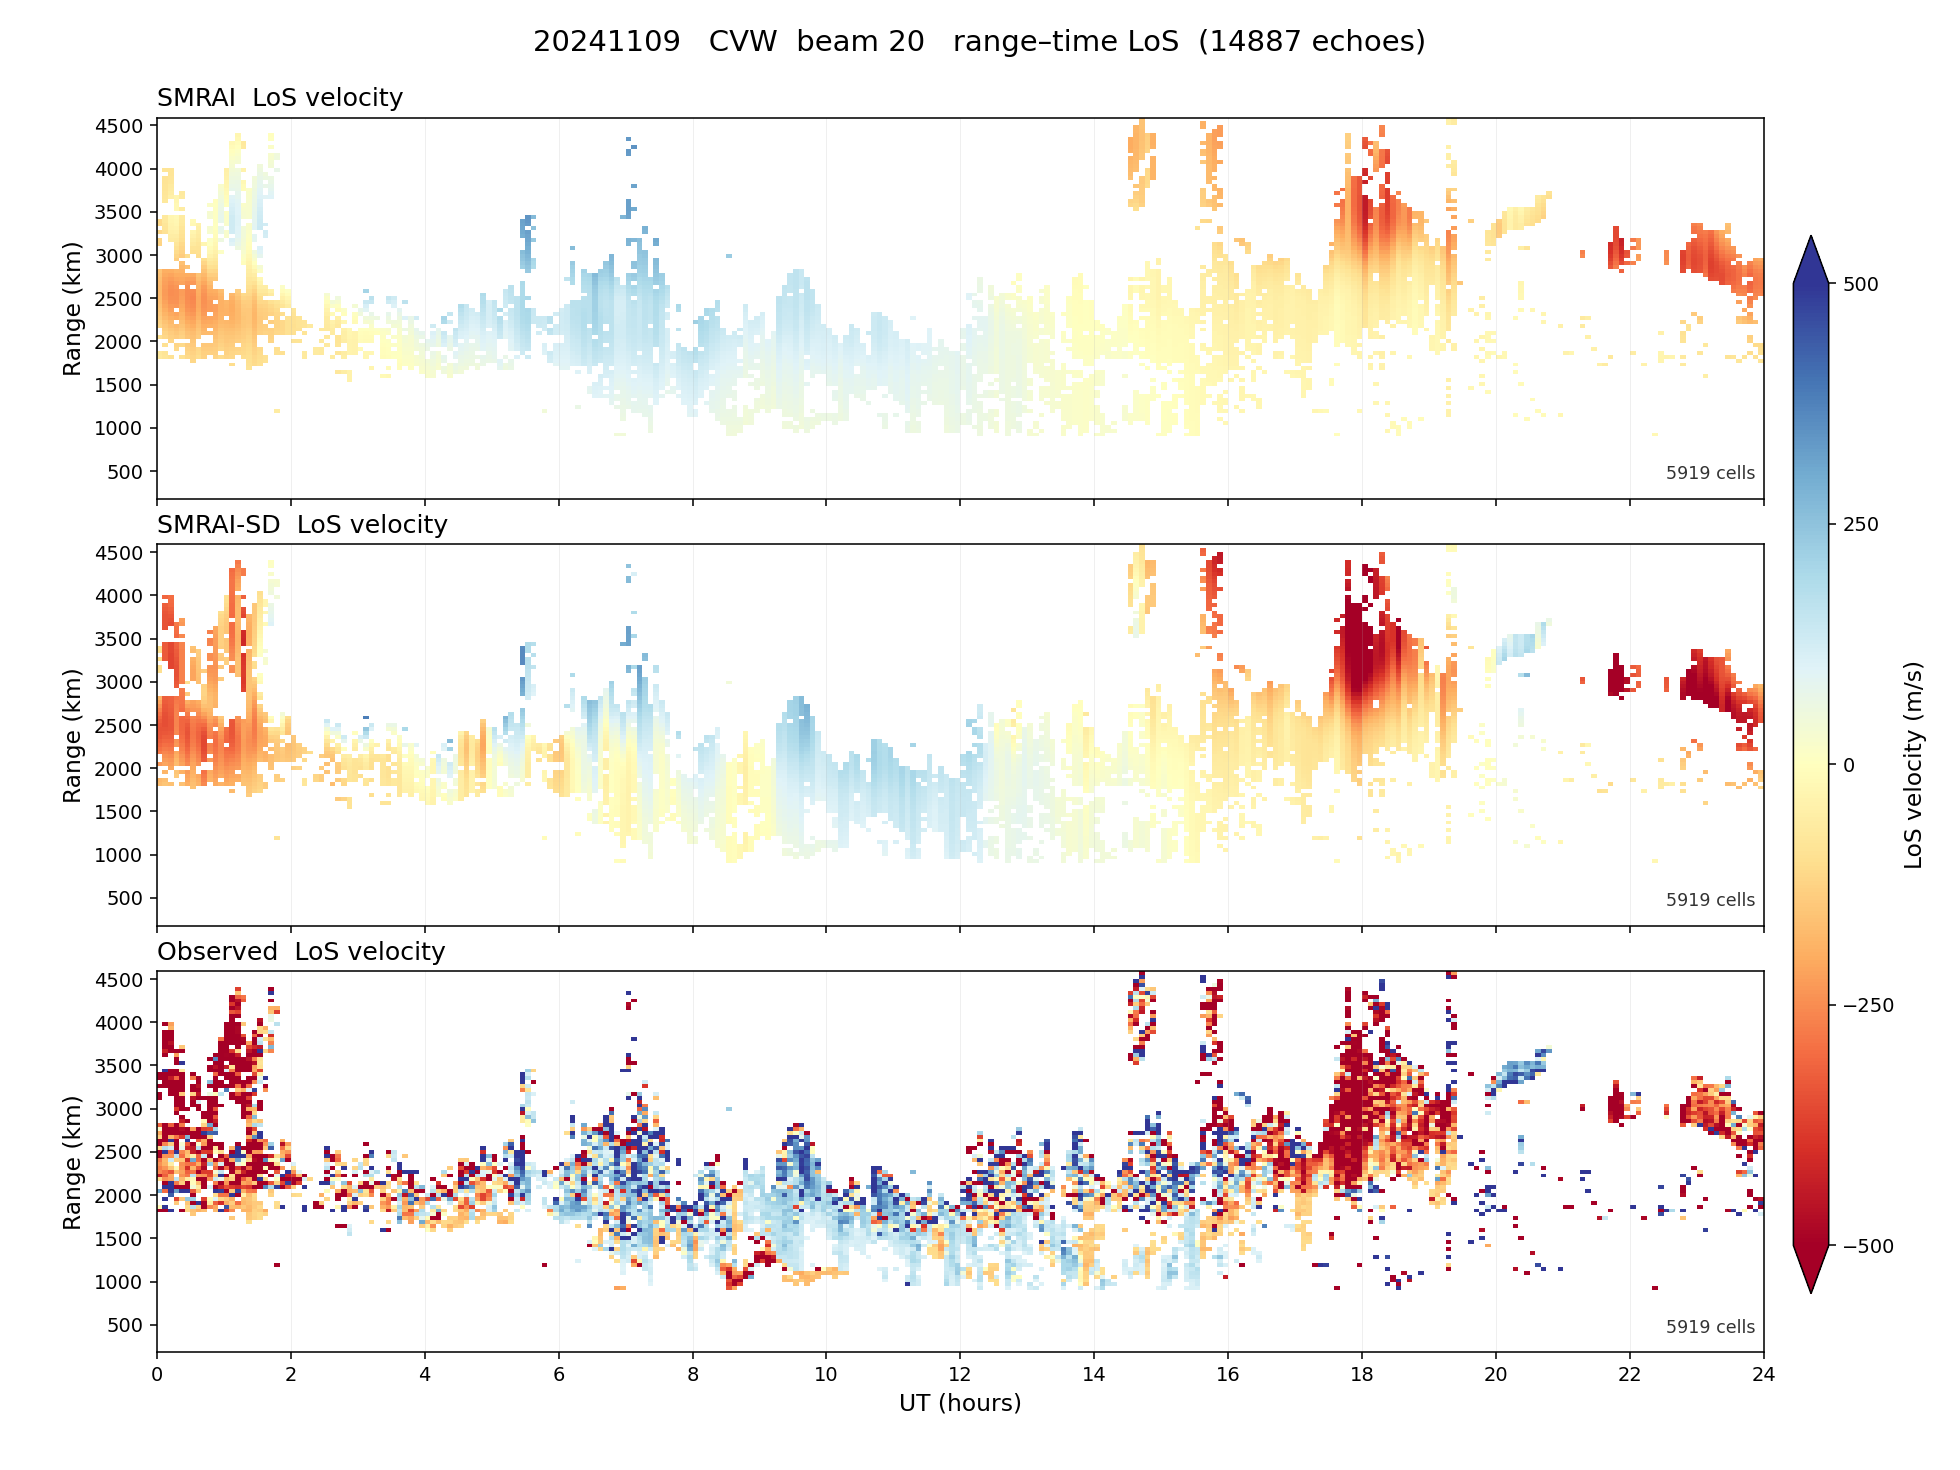 20241109   CVW  beam 20   range–time LoS  (14887 echoes)
SMRAI  LoS velocity
4500
4000
3500
3000
2500
2000
1500
1000
500
Range (km)
5919 cells
SMRAI-SD  LoS velocity
4500
4000
3500
3000
2500
2000
1500
1000
500
Range (km)
5919 cells
Observed  LoS velocity
4500
4000
3500
3000
2500
2000
1500
1000
500
Range (km)
5919 cells
0 2 4 6 8 10 12 14 16 18 20 22 24
UT (hours)
500
250
0
−250
−500
LoS velocity (m/s)